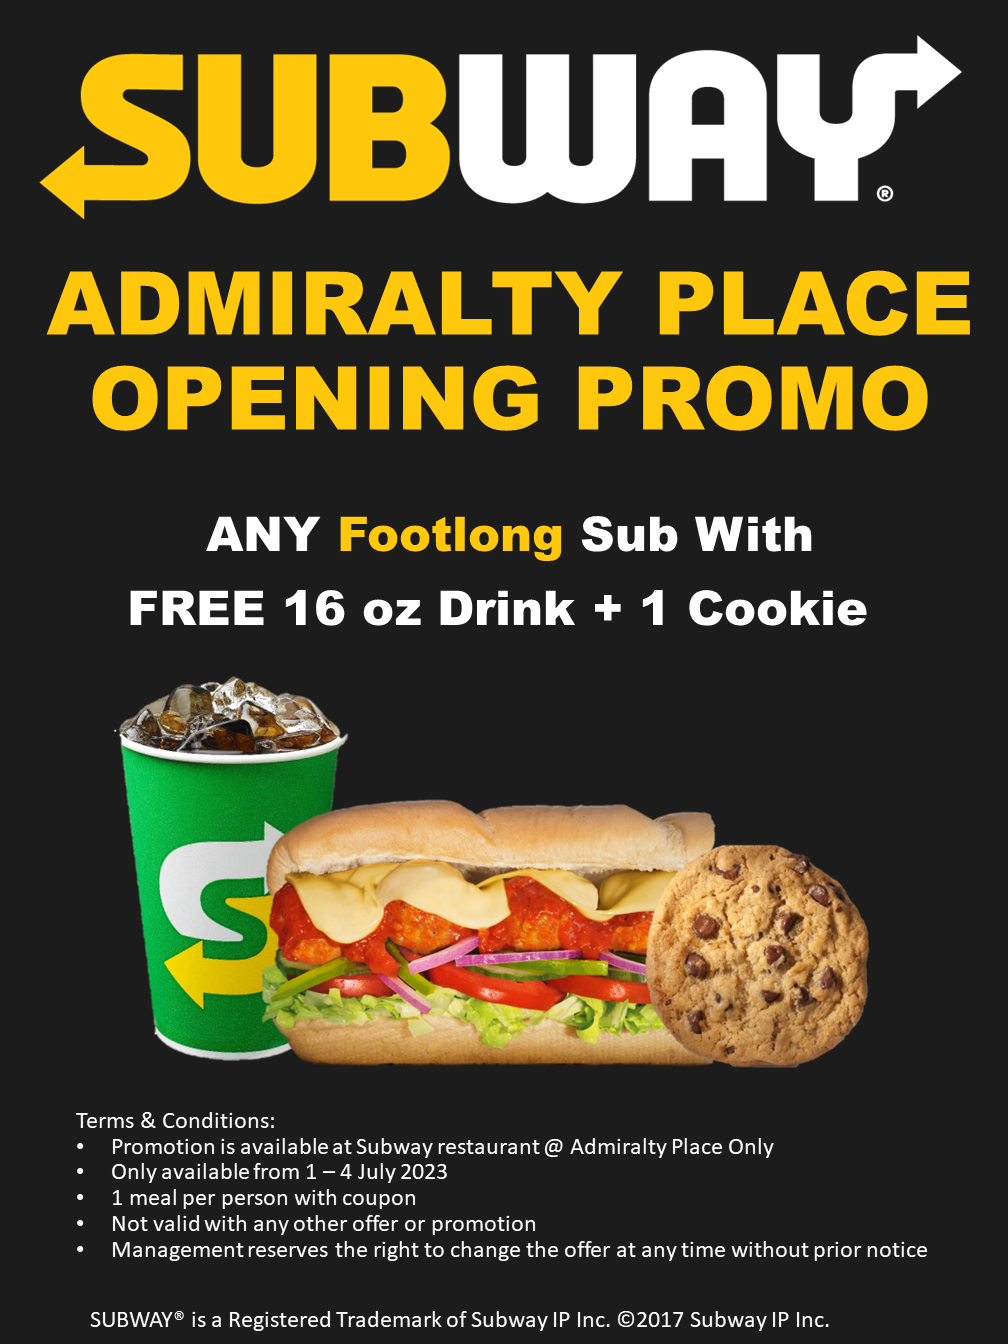 SUBWAY®
ADMIRALTY PLACE
OPENING PROMO
ANY Footlong Sub With
FREE 16 oz Drink + 1 Cookie
Terms & Conditions:
• Promotion is available at Subway restaurant @ Admiralty Place Only
• Only available from 1 – 4 July 2023
• 1 meal per person with coupon
• Not valid with any other offer or promotion
• Management reserves the right to change the offer at any time without prior notice
SUBWAY® is a Registered Trademark of Subway IP Inc. ©2017 Subway IP Inc.